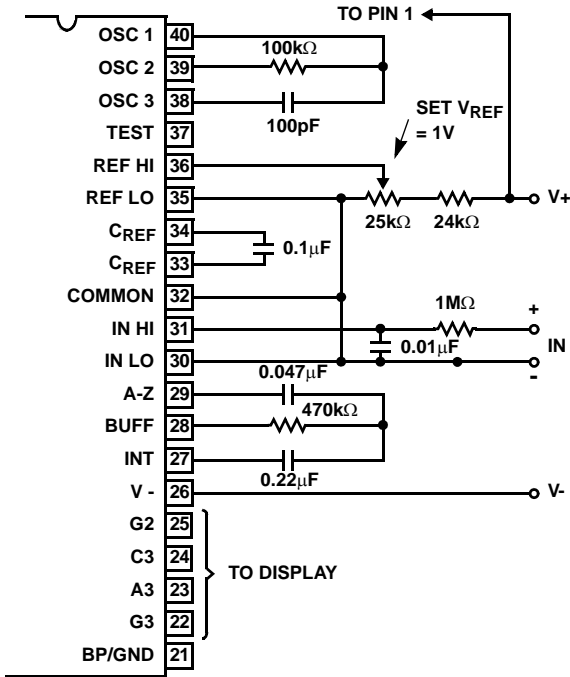 TO PIN 1
OSC 1 40
100kΩ
OSC 2 39
OSC 3 38
100pF
SET VREF
= 1V
TEST 37
REF HI 36
REF LO 35
V+
25kΩ 24kΩ
CREF 34
0.1μF
CREF 33
COMMON 32
1MΩ
IN HI 31
+
0.01μF IN
IN LO 30
-
0.047μF
A-Z 29
470kΩ
BUFF 28
INT 27
0.22μF
V - 26
V-
G2 25
C3 24
TO DISPLAY
A3 23
G3 22
BP/GND 21